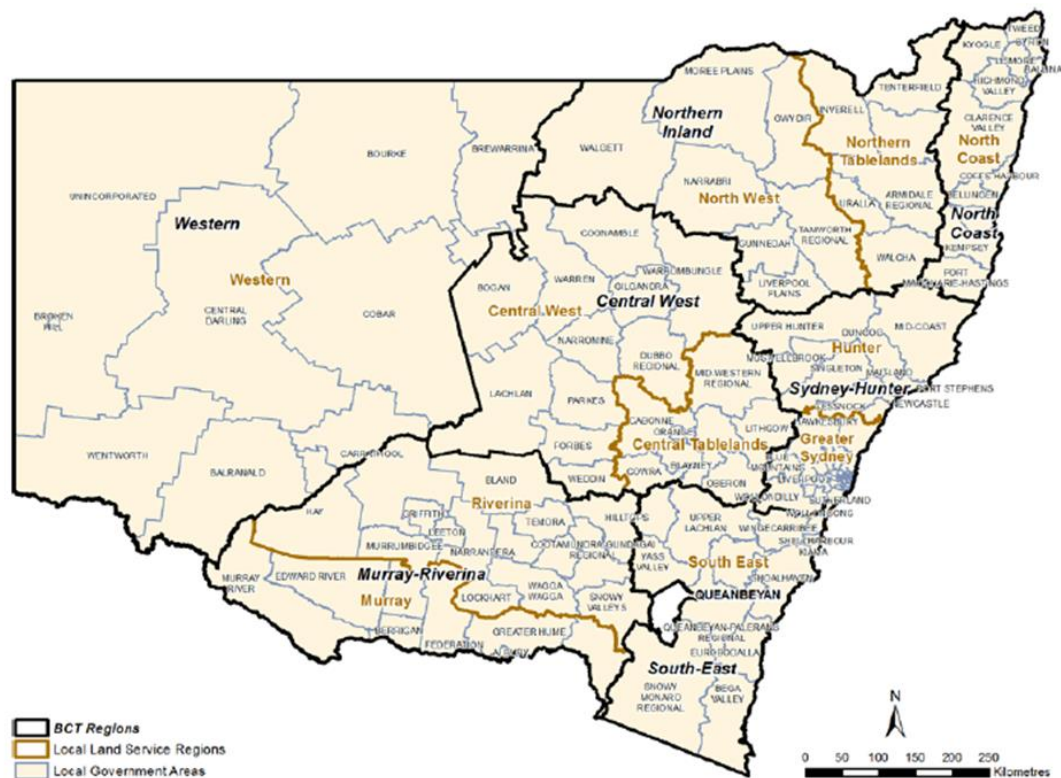 TWEED
KYOGLE
BYRON
LISMORE
BALLINA
MOREE PLAINS
RICHMOND
VALLEY
TENTERFIELD
Northern
Inland
GWYDIR
INVERELL
CLARENCE
VALLEY
WALGETT
BREWARRINA
BOURKE
Northern
Tablelands
North
Coast
COFFS HARBOUR
UNINCORPORATED
NARRABRI
North West
ARMIDALE
REGIONAL
URALLA
BELLINGEN
Western
North
Coast
COONAMBLE
GUNNEDAH
TAMWORTH
REGIONAL
KEMPSEY
WALCHA
WARREN
WARRUMBUNGLE
GILGANDRA
LIVERPOOL
PLAINS
PORT
MACQUARIE-HASTINGS
Western
BOGAN
Central West
Central West
BROKEN
HILL
CENTRAL
DARLING
COBAR
NARROMINE
UPPER HUNTER
DUNGOG
MID-COAST
Hunter
DUBBO
REGIONAL
MID-WESTERN
REGIONAL
MUSWELLBROOK
SINGLETON
MAITLAND
Sydney-Hunter
PORT STEPHENS
NEWCASTLE
LACHLAN
PARKES
CESSNOCK
HAWKESBURY
CABONNE
ORANGE
LITHGOW
Greater
Sydney
Central Tablelands
FORBES
WENTWORTH
BALRANALD
CARRATHOOL
BLAND
WEDDIN
COWRA
BLAYNEY
OBERON
BLUE
MOUNTAINS
LIVERPOOL
WOLLONDILLY
SUTHERLAND
WOLLONGONG
HAY
Riverina
GRIFFITH
LEETON
TEMORA
HILLTOPS
UPPER
LACHLAN
WINGECARRIBEE
SHELLHARBOUR
KIAMA
MURRUMBIDGEE
NARRANDERA
COOTAMUNDRA-GUNDAGAI
REGIONAL
YASS
VALLEY
South East
SHOALHAVEN
MURRAY
RIVER
EDWARD RIVER
Murray-Riverina
Murray
LOCKHART
WAGGA
WAGGA
SNOWY
VALLEYS
QUEANBEYAN
BERRIGAN
FEDERATION
GREATER HUME
ALBURY
QUEANBEYAN-PALERANG
REGIONAL
EUROBODALLA
South-East
SNOWY
MONARO
REGIONAL
BEGA
VALLEY
N
BCT Regions
Local Land Service Regions
Local Government Areas
0 50 100 150 200 250
Kilometres